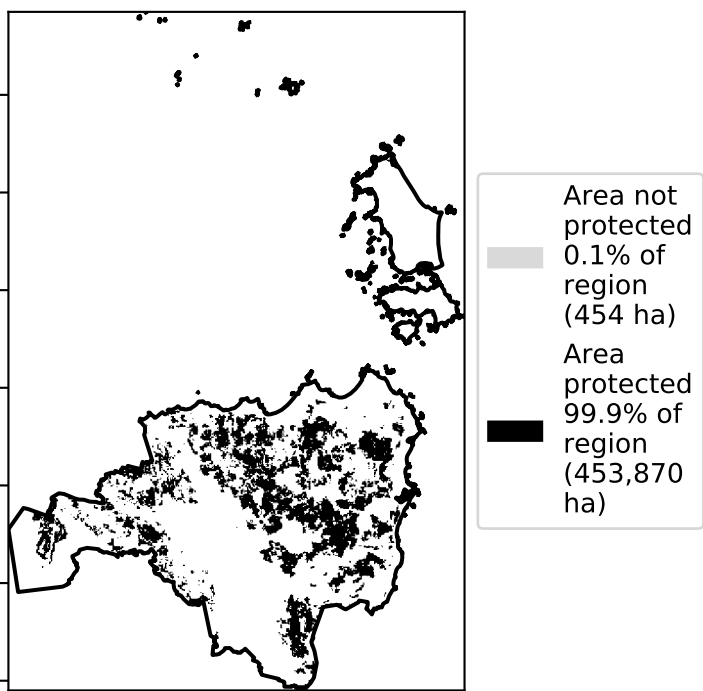 Area not
protected
0.1% of
region
(454 ha)
Area
protected
99.9% of
region
(453,870
ha)